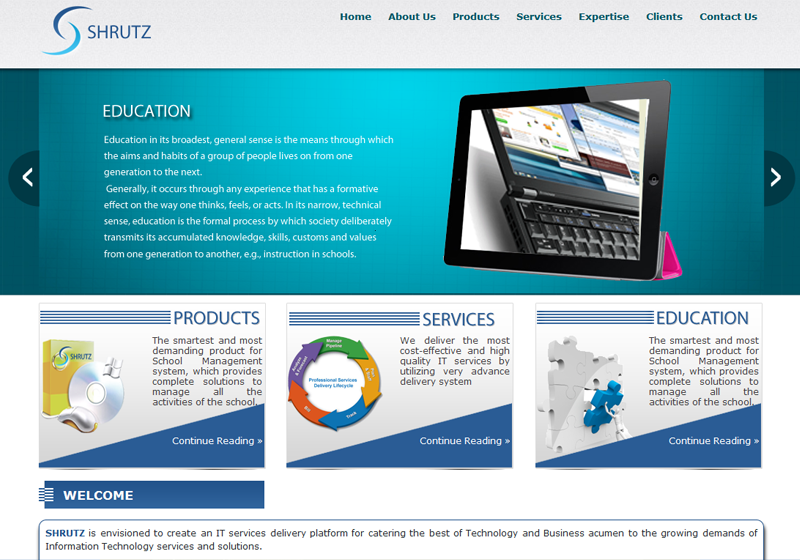 SHRUTZ
Home About Us Products Services Expertise Clients Contact Us
EDUCATION
Education in its broadest, general sense is the means through which
the aims and habits of a group of people lives on from one
generation to the next.
Generally, it occurs through any experience that has a formative
effect on the way one thinks, feels, or acts. In its narrow, technical
sense, education is the formal process by which society deliberately
transmits its accumulated knowledge, skills, customs and values
from one generation to another, e.g., instruction in schools.
PRODUCTS
SHRUTZ
The smartest and most
demanding product for
School Management
system, which provides
complete solutions to
manage all the
activities of the school.
Continue Reading »
SERVICES
Manage
Pipeline
Professional Services
Delivery Lifecycle
We deliver the most
cost-effective and high
quality IT services by
utilizing very advance
delivery system
Continue Reading »
EDUCATION
The smartest and most
demanding product for
School Management
system, which provides
complete solutions to
manage all the
activities of the school.
Continue Reading »
WELCOME
SHRUTZ is envisioned to create an IT services delivery platform for catering the best of Technology and Business acumen to the growing demands of
Information Technology services and solutions.